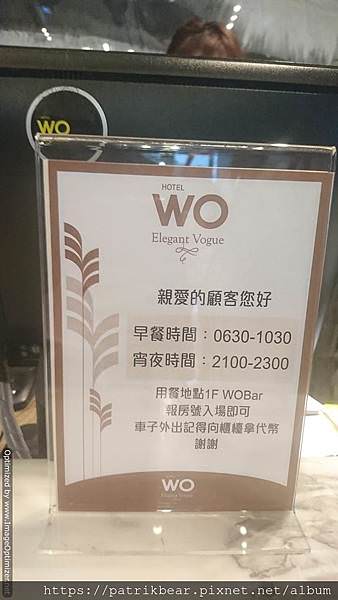 WO
HOTEL
WO
Elegant Vogue
親愛的顧客您好
早餐時間：0630-1030
宵夜時間：2100-2300
用餐地點1F WOBar
報房號入場即可
車子外出記得向櫃檯拿代幣
謝謝
WO
Elegant Vogue
Optimized by www.ImageOptimizer.net
https://patrikbear.pixnet.net/album